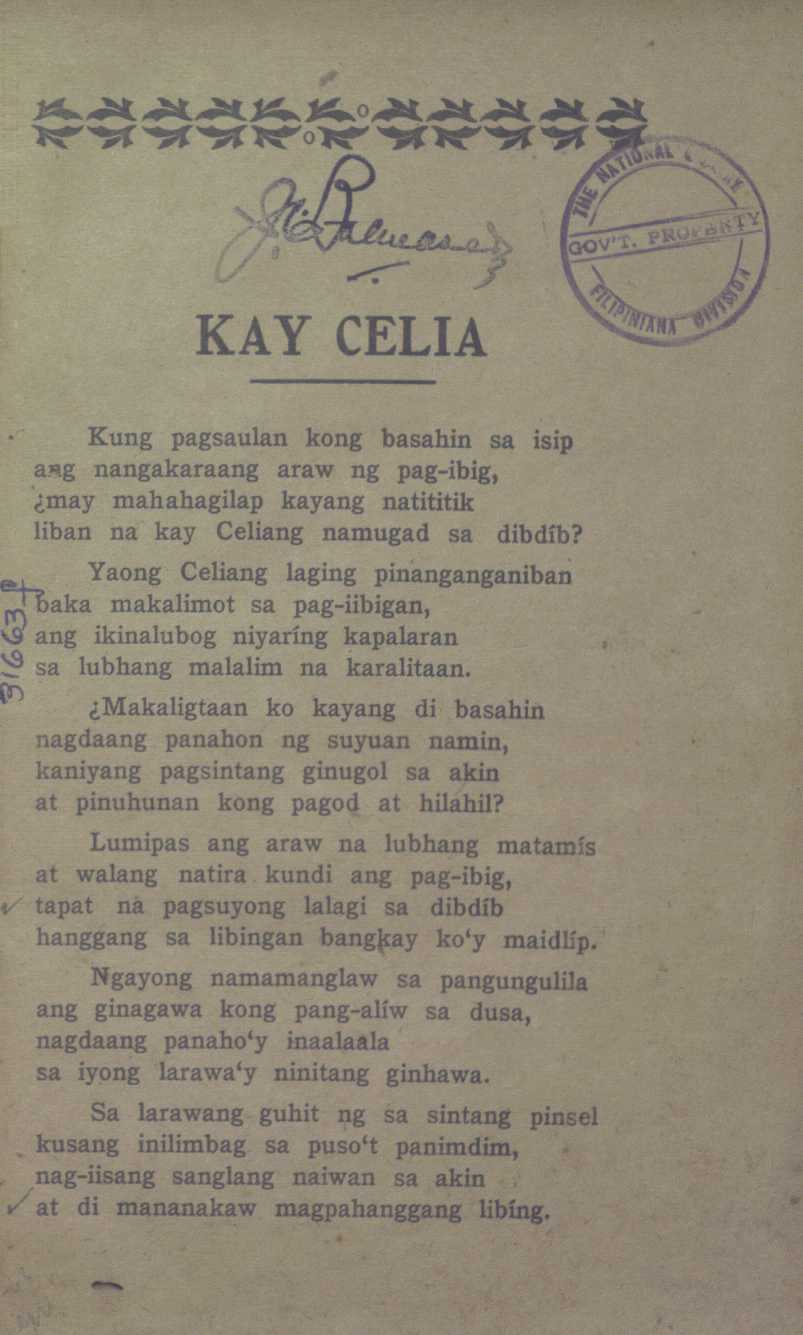 THE NATIONAL
GOV'T. PROPERTY
FILIPINIANA DIVISION
KAY CELIA
Kung pagsaulan kong basahin sa isip
ang nangakaraang araw ng pag-ibig,
¿may mahahagilap kayang natititik
liban na kay Celiang namugad sa dibdíb?
Yaong Celiang laging pinanganganiban
baka makalimot sa pag-iibigan,
ang ikinalubog niyaríng kapalaran
sa lubhang malalim na karalitaan.
¿Makaligtaan ko kayang di basahin
nagdaang panahon ng suyuan namin,
kaniyang pagsintang ginugol sa akin
at pinuhunan kong pagod at hilahil?
Lumipas ang araw na lubhang matamís
at walang natira kundi ang pag-ibig,
tapat na pagsuyong lalagi sa dibdíb
hanggang sa libingan bangkay ko‘y maidlíp.
Ngayong namamanglaw sa pangungulila
ang ginagawa kong pang-alíw sa dusa,
nagdaang panaho‘y inaalaala
sa iyong larawa‘y ninitang ginhawa.
Sa larawang guhit ng sa sintang pinsel
kusang inilimbag sa puso‘t panimdim,
nag-iisang sanglang naiwan sa akin
at di mananakaw magpahanggang libíng.